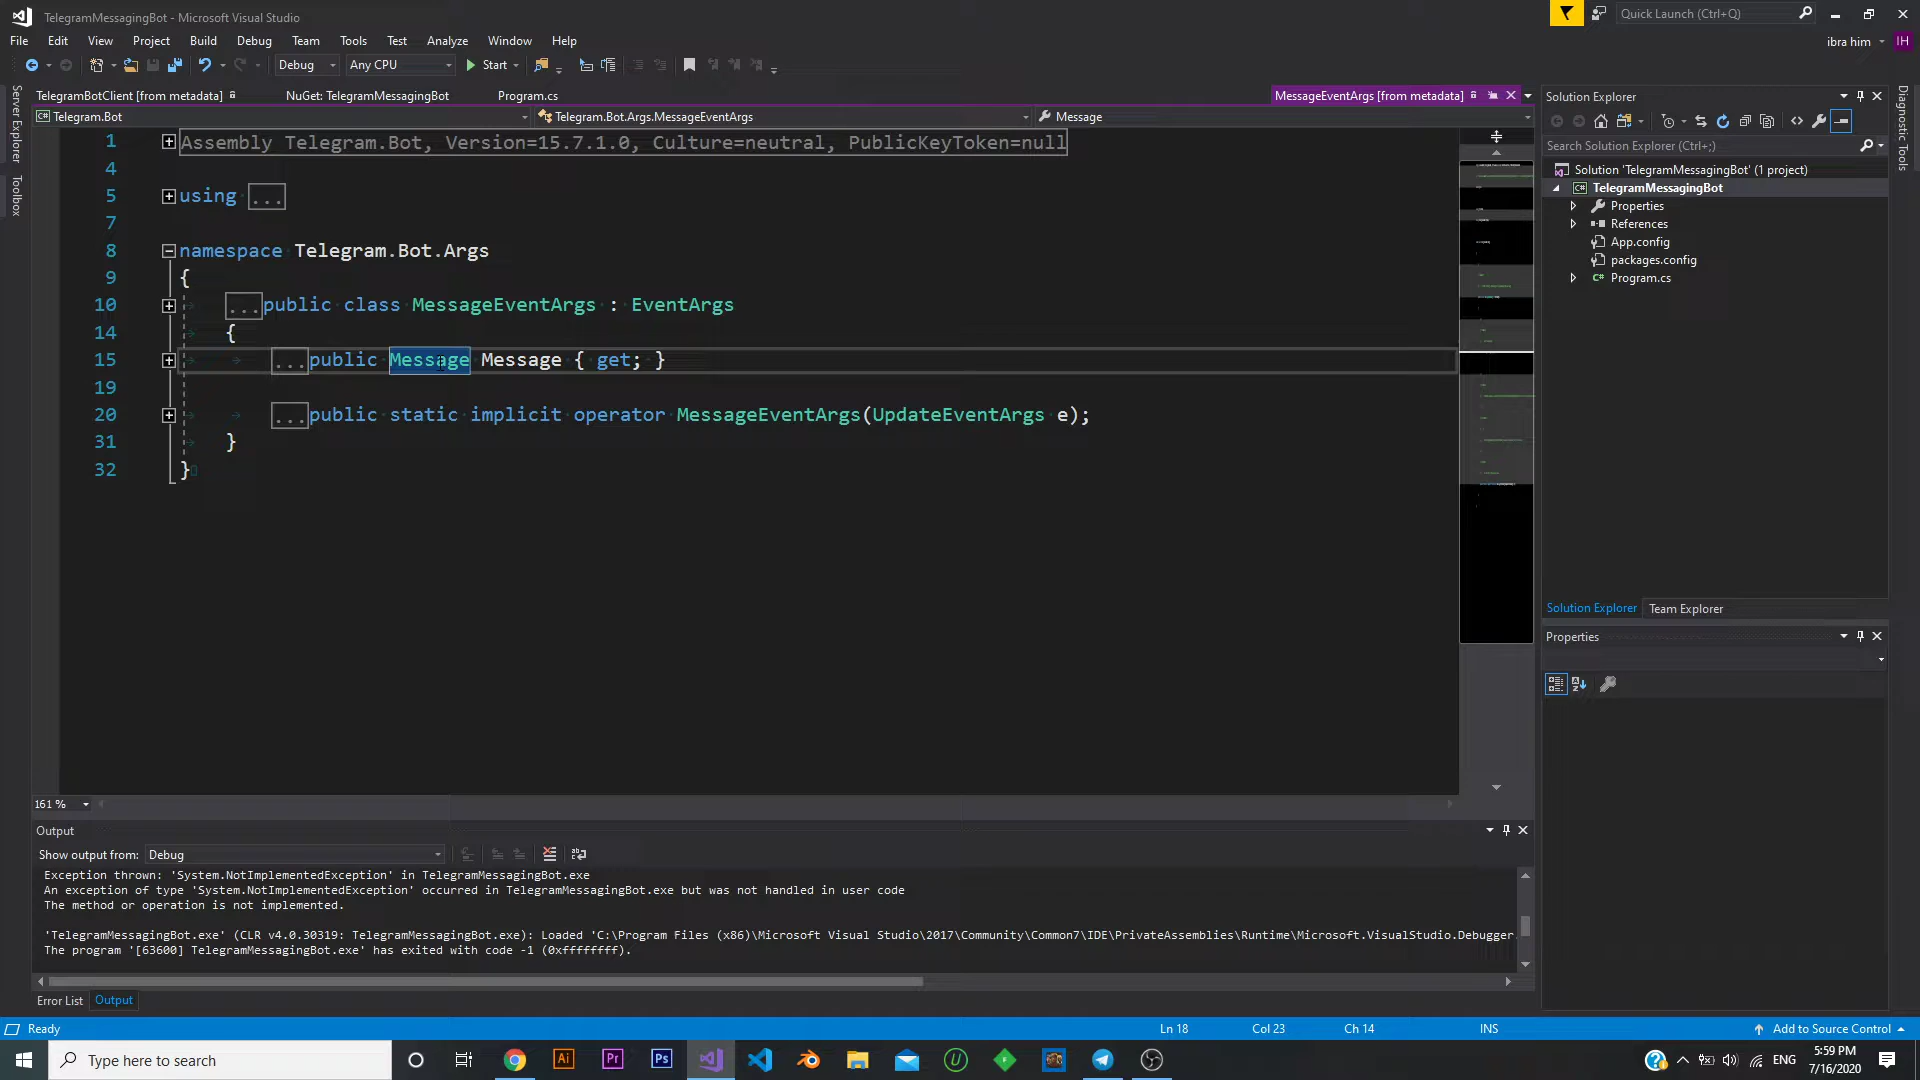 TelegramMessagingBot - Microsoft Visual Studio
Quick Launch (Ctrl+Q)
File Edit View Project Build Debug Team Tools Test Analyze Window Help
ibra him IH
Debug Any CPU Start
TelegramBotClient [from metadata] NuGet: TelegramMessagingBot Program.cs MessageEventArgs [from metadata]
Telegram.Bot Telegram.Bot.Args.MessageEventArgs Message
Server Explorer
Toolbox
1 Assembly Telegram.Bot, Version=15.7.1.0, Culture=neutral, PublicKeyToken=null
4
5 using ...
7
8 namespace Telegram.Bot.Args
9 {
10 ...public class MessageEventArgs : EventArgs
14 {
15 ...public Message Message { get; }
19
20 ...public static implicit operator MessageEventArgs(UpdateEventArgs e);
31 }
32 }
161 %
Solution Explorer
Search Solution Explorer (Ctrl+;)
Solution 'TelegramMessagingBot' (1 project)
TelegramMessagingBot
Properties
References
App.config
packages.config
C# Program.cs
Solution Explorer Team Explorer
Properties
Diagnostic Tools
Output
Show output from: Debug
Exception thrown: 'System.NotImplementedException' in TelegramMessagingBot.exe
An exception of type 'System.NotImplementedException' occurred in TelegramMessagingBot.exe but was not handled in user code
The method or operation is not implemented.
'TelegramMessagingBot.exe' (CLR v4.0.30319: TelegramMessagingBot.exe): Loaded 'C:\Program Files (x86)\Microsoft Visual Studio\2017\Community\Common7\IDE\PrivateAssemblies\Runtime\Microsoft.VisualStudio.Debugger.
The program '[63600] TelegramMessagingBot.exe' has exited with code -1 (0xffffffff).
Error List Output
Ready Ln 18 Col 23 Ch 14 INS Add to Source Control
Type here to search
Ai Pr Ps
ENG
5:59 PM
7/16/2020